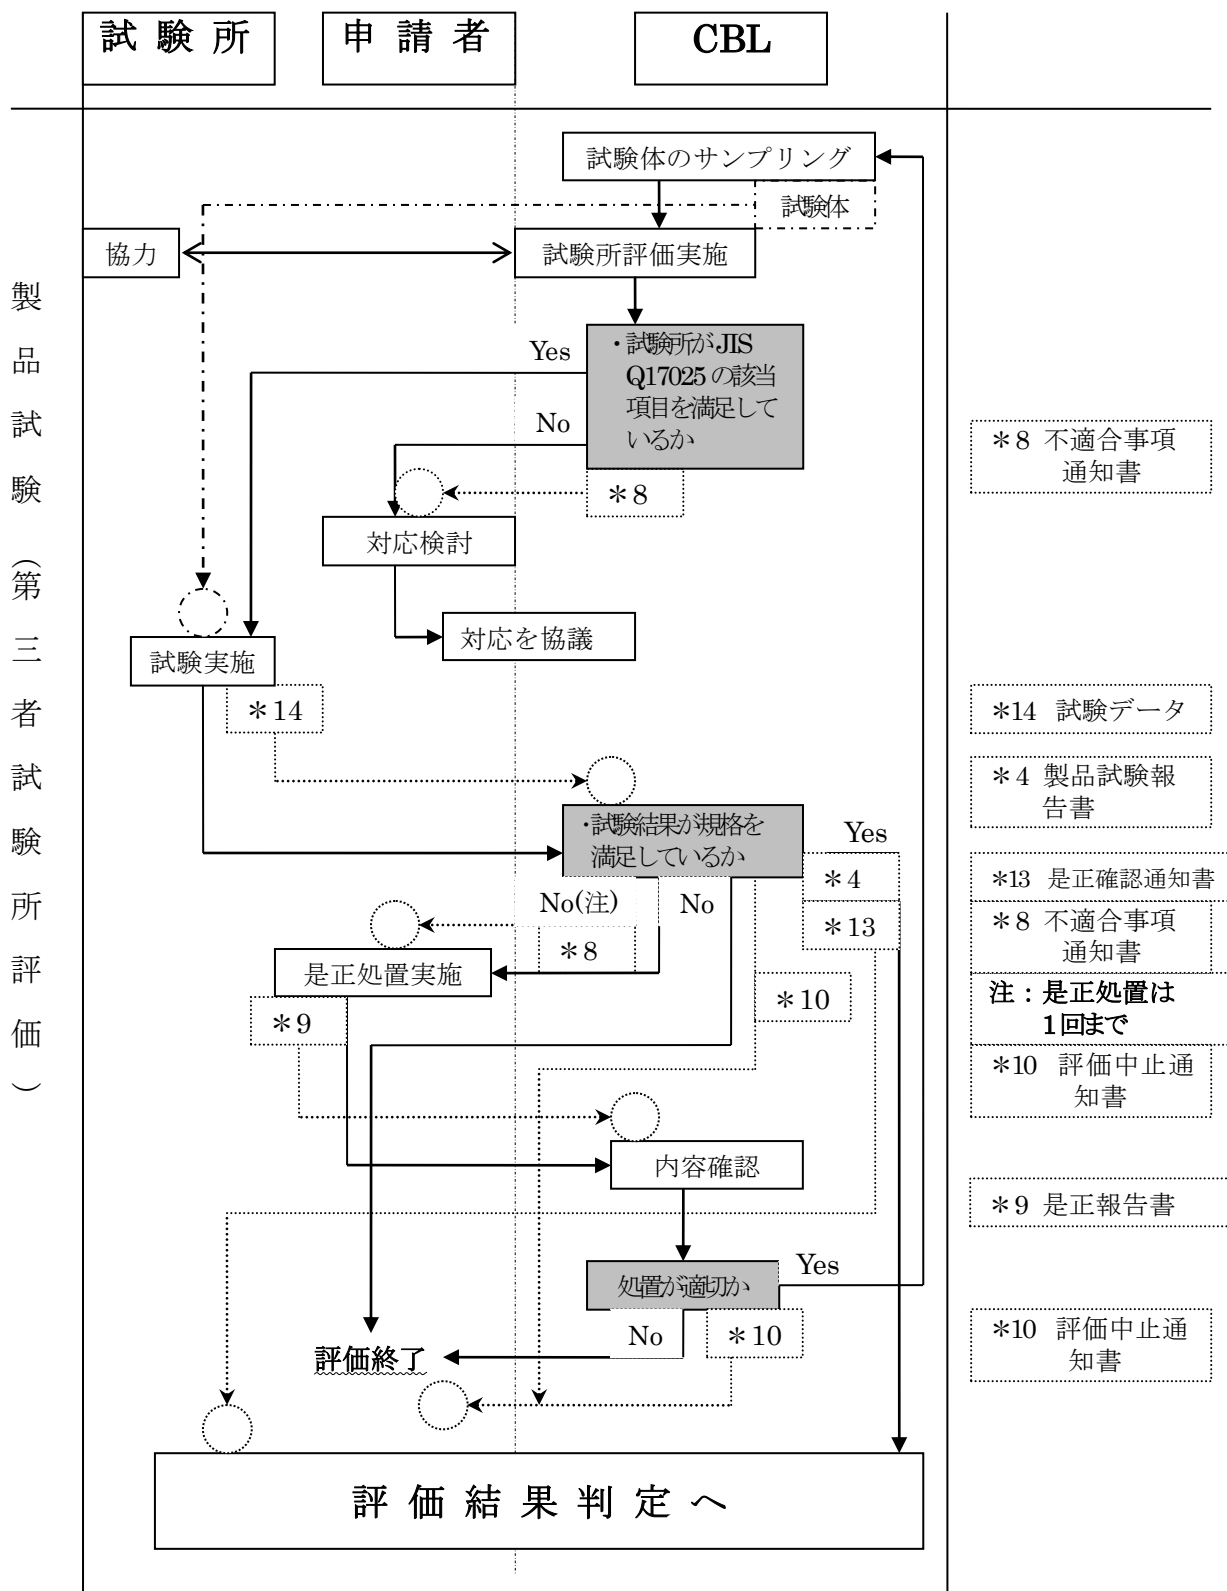 試 験 所
申 請 者
CBL
製品試験（第三者試験所評価）
試験体のサンプリング
試験体
協力
試験所評価実施
Yes
・試験所が JIS
Q17025 の該当
項目を満足して
いるか
No
＊8 不適合事項
通知書
＊8
対応検討
対応を協議
試験実施
＊14
＊14 試験データ
＊4 製品試験報
告書
・試験結果が規格を
満足しているか
Yes
＊4
＊13 是正確認通知書
No(注)
No
＊13
＊8 不適合事項
通知書
＊8
是正処置実施
＊10
注：是正処置は
1回まで
＊9
＊10 評価中止通
知書
内容確認
＊9 是正報告書
処置が適切か
Yes
No
＊10
＊10 評価中止通
知書
評価終了
評 価 結 果 判 定 へ